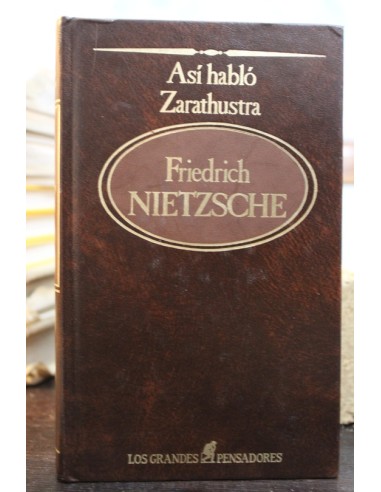 Así habló
Zarathustra
Friedrich
NIETZSCHE
LOS GRANDES PENSADORES